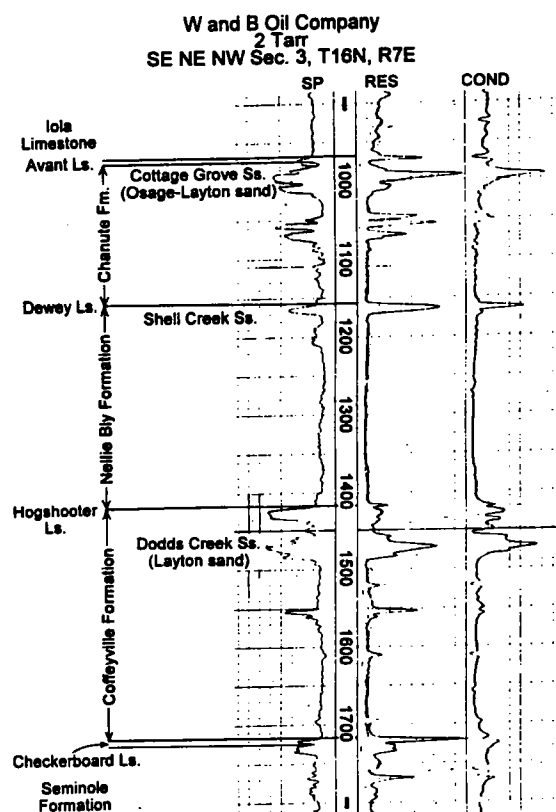 W and B Oil Company
2 Tarr
SE NE NW Sec. 3, T16N, R7E
SP
RES
COND
Iola
Limestone
Avant Ls.
Cottage Grove Ss.
(Osage-Layton sand)
1000
Chanute Fm.
1100
Dewey Ls.
Shell Creek Ss.
1200
Nellie Bly Formation
1300
1400
Hogshooter
Ls.
Dodds Creek Ss.
(Layton sand)
1500
Coffeyville Formation
1600
1700
Checkerboard Ls.
Seminole
Formation